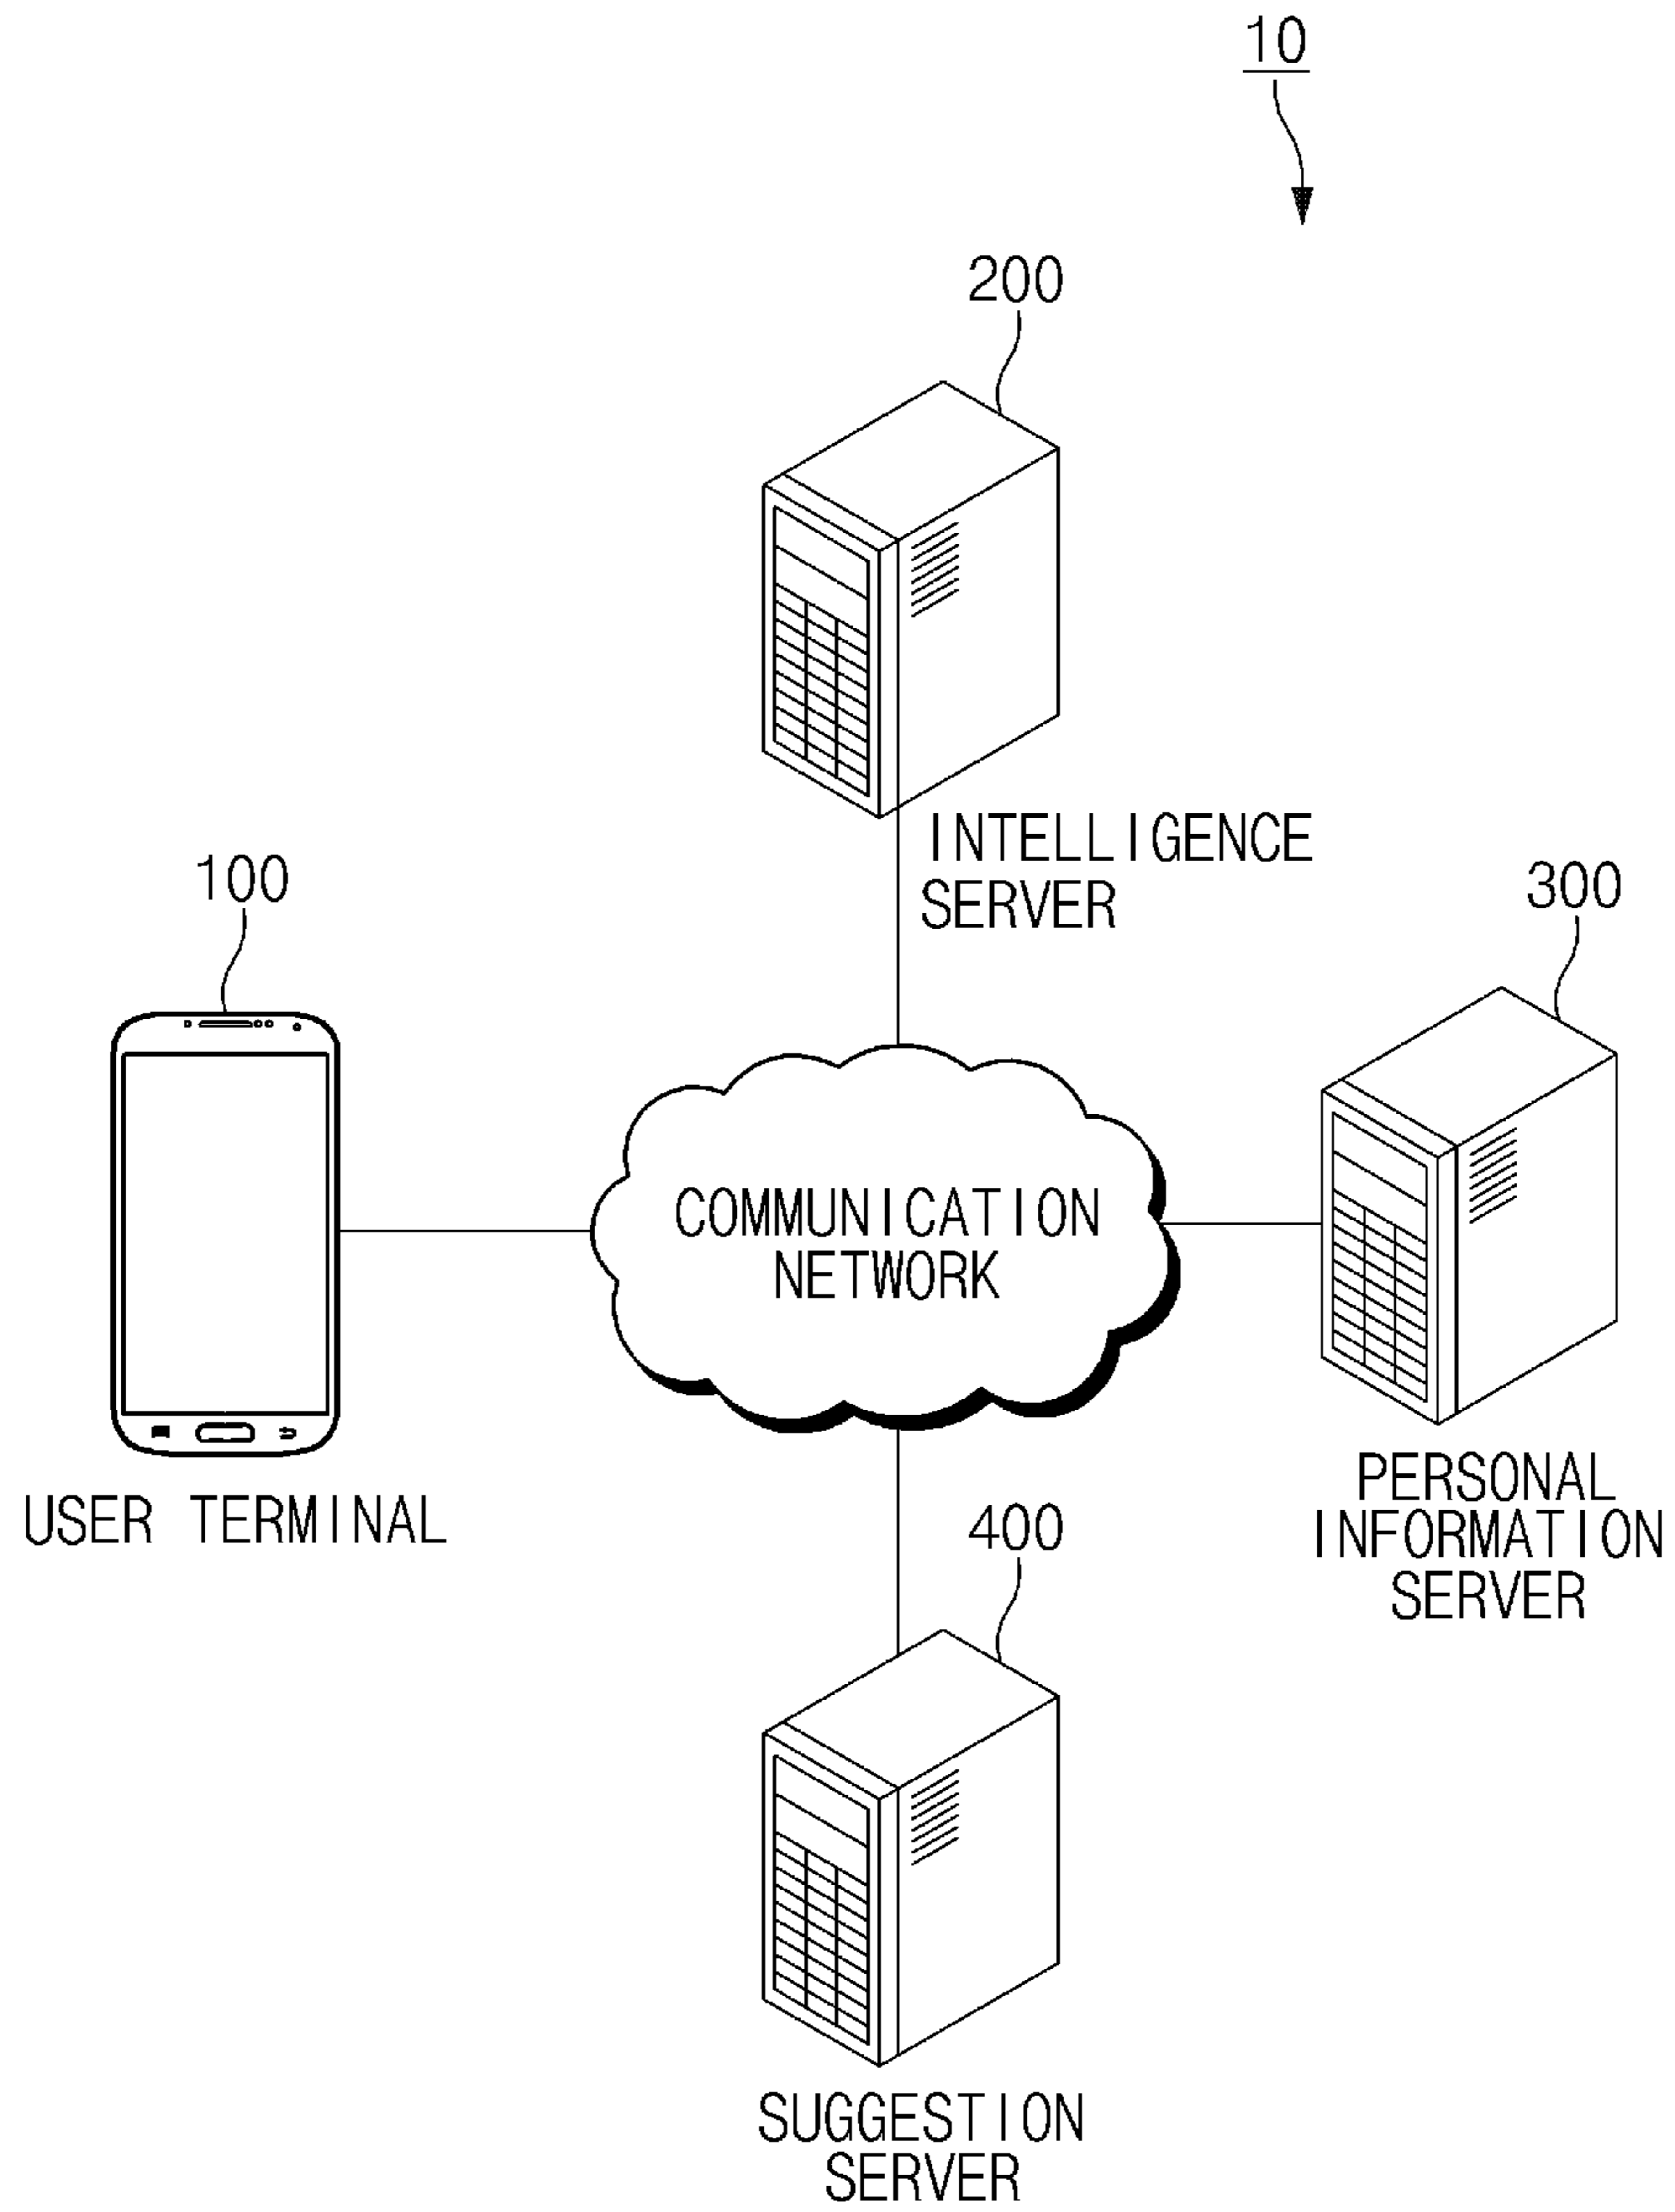 10
200
INTELLIGENCE
SERVER
100
300
COMMUNICATION
NETWORK
USER TERMINAL
PERSONAL
INFORMATION
SERVER
400
SUGGESTION
SERVER